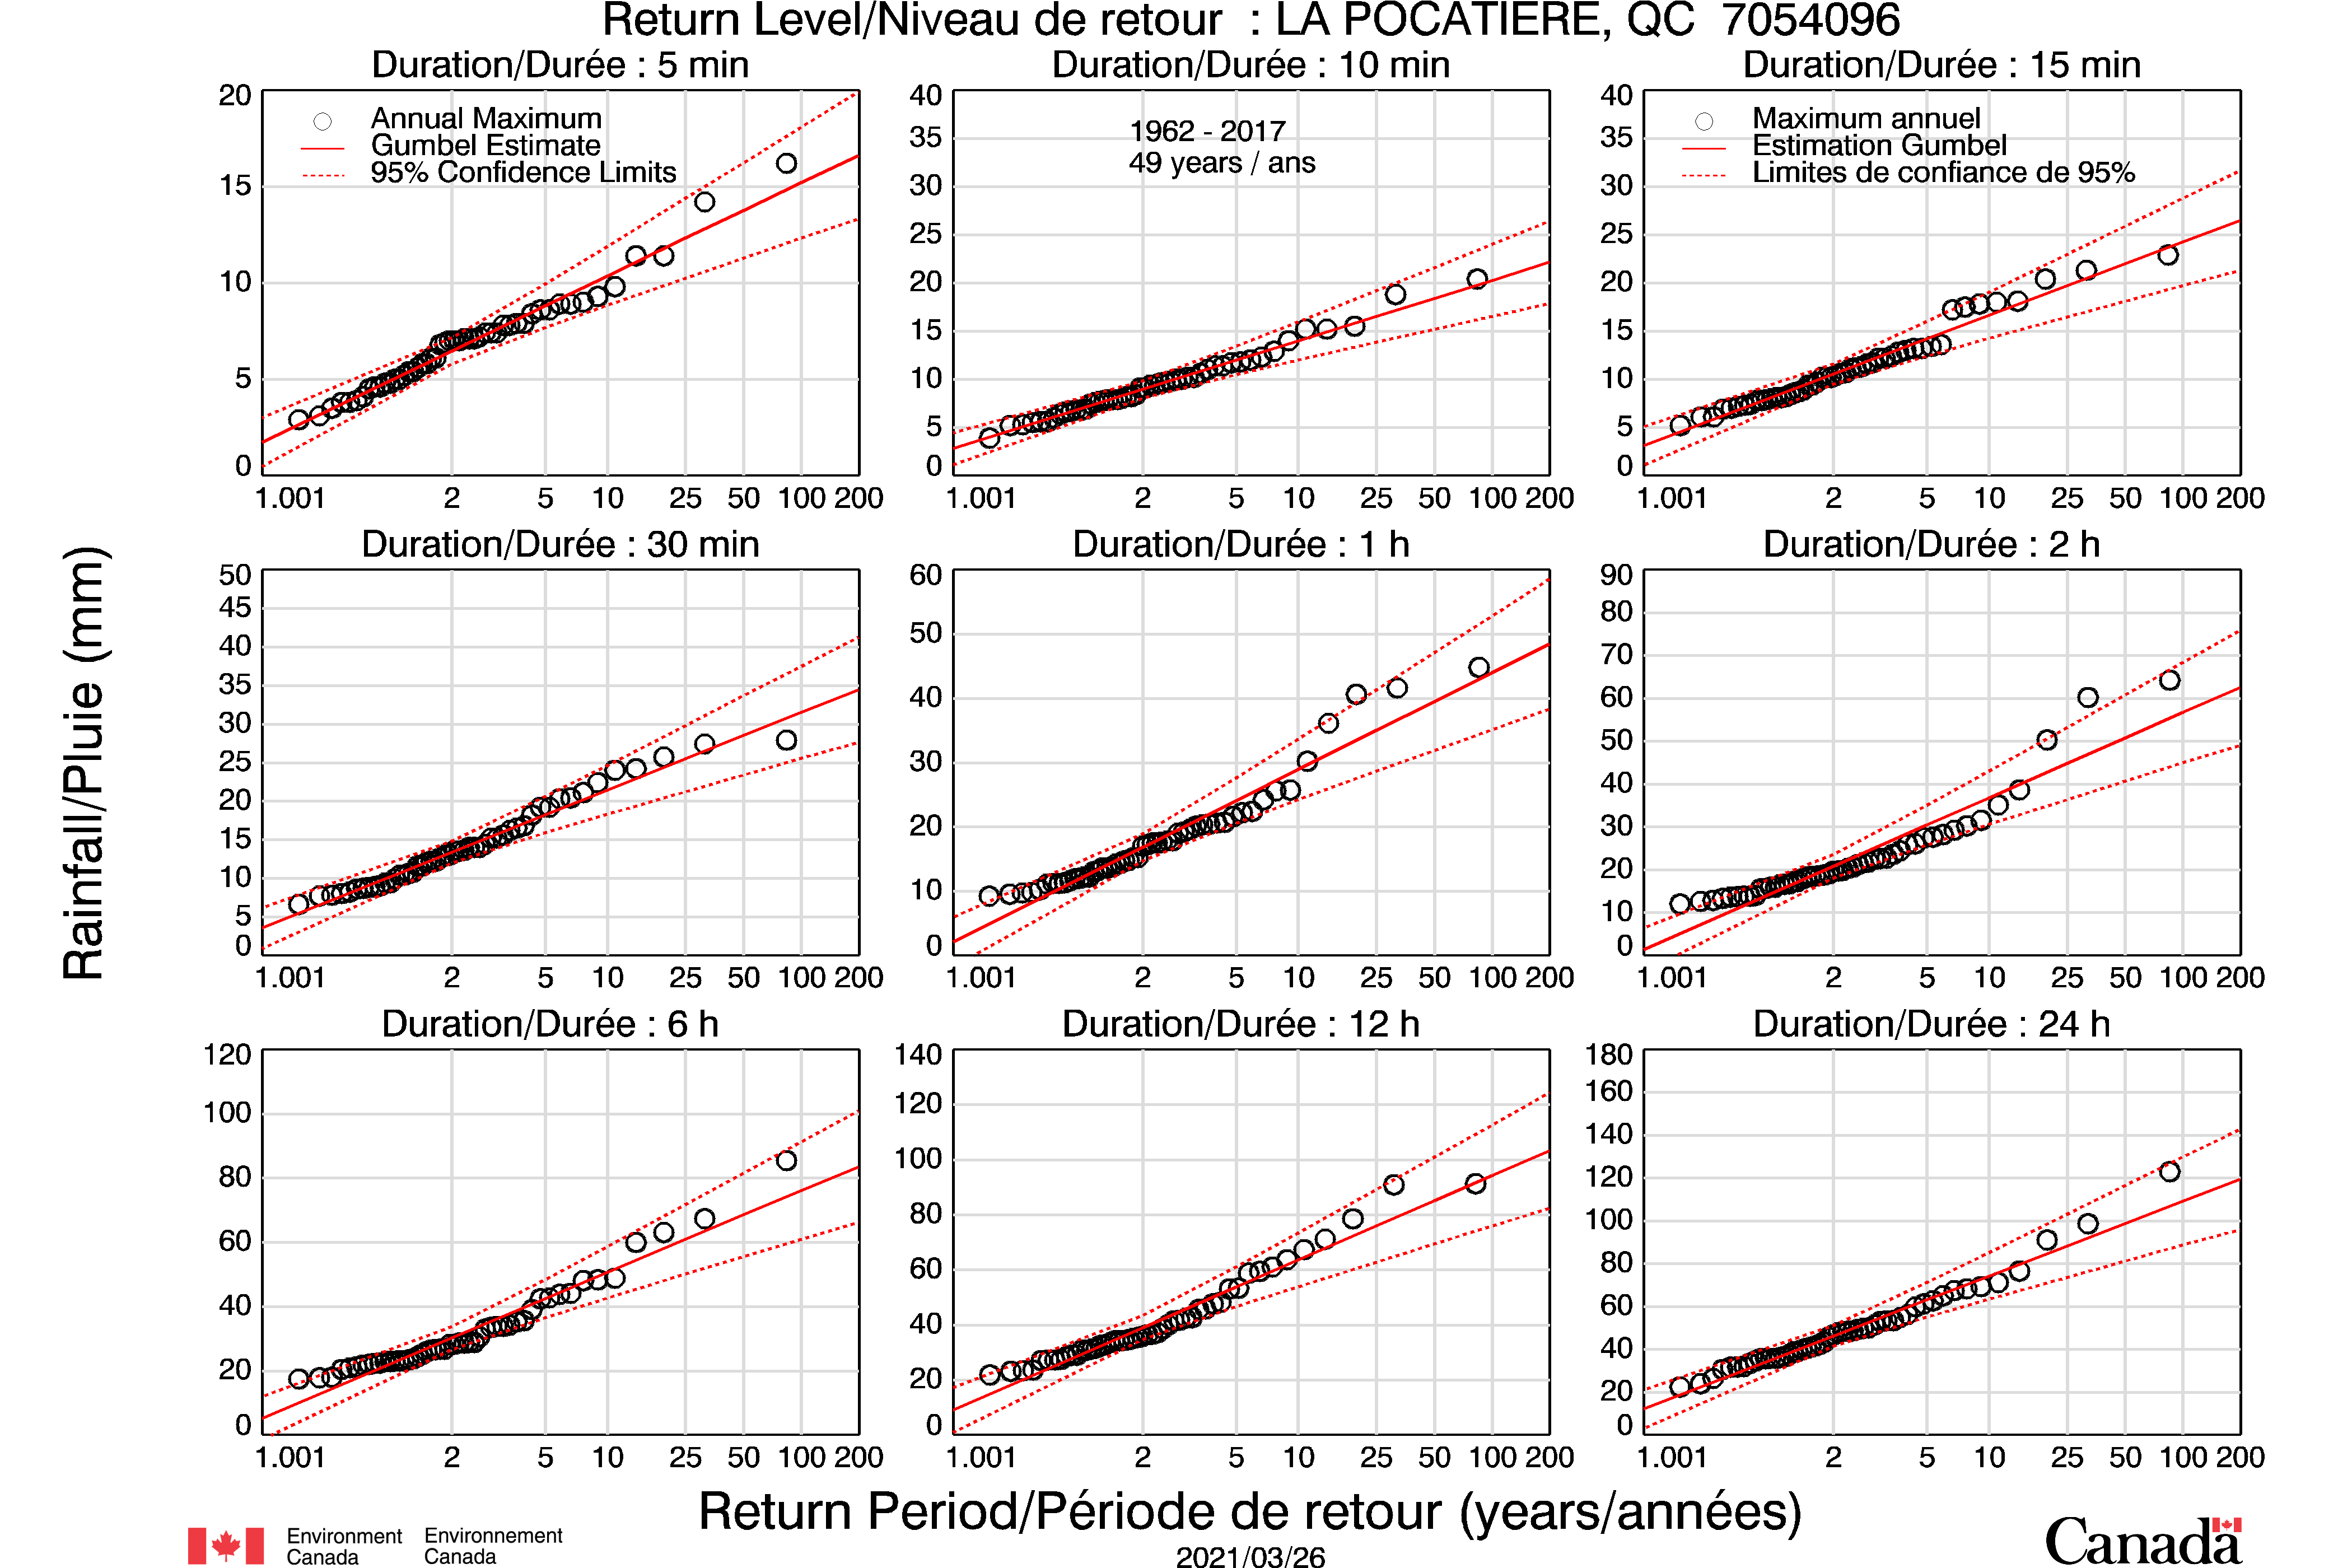 Return Level/Niveau de retour : LA POCATIERE, QC 7054096
Duration/Durée : 5 min
20
15
10
5
0
Annual Maximum
Gumbel Estimate
95% Confidence Limits
1.001 2 5 10 25 50 100 200
Duration/Durée : 10 min
40
35
30
25
20
15
10
5
0
1962 - 2017
49 years / ans
1.001 2 5 10 25 50 100 200
Duration/Durée : 15 min
40
35
30
25
20
15
10
5
0
Maximum annuel
Estimation Gumbel
Limites de confiance de 95%
1.001 2 5 10 25 50 100 200
Rainfall/Pluie (mm)
Duration/Durée : 30 min
50
45
40
35
30
25
20
15
10
5
0
1.001 2 5 10 25 50 100 200
Duration/Durée : 1 h
60
50
40
30
20
10
0
1.001 2 5 10 25 50 100 200
Duration/Durée : 2 h
90
80
70
60
50
40
30
20
10
0
1.001 2 5 10 25 50 100 200
Duration/Durée : 6 h
120
100
80
60
40
20
0
1.001 2 5 10 25 50 100 200
Duration/Durée : 12 h
140
120
100
80
60
40
20
0
1.001 2 5 10 25 50 100 200
Duration/Durée : 24 h
180
160
140
120
100
80
60
40
20
0
1.001 2 5 10 25 50 100 200
Return Period/Période de retour (years/années)
Environment
Canada
Environnement
Canada
2021/03/26
Canada